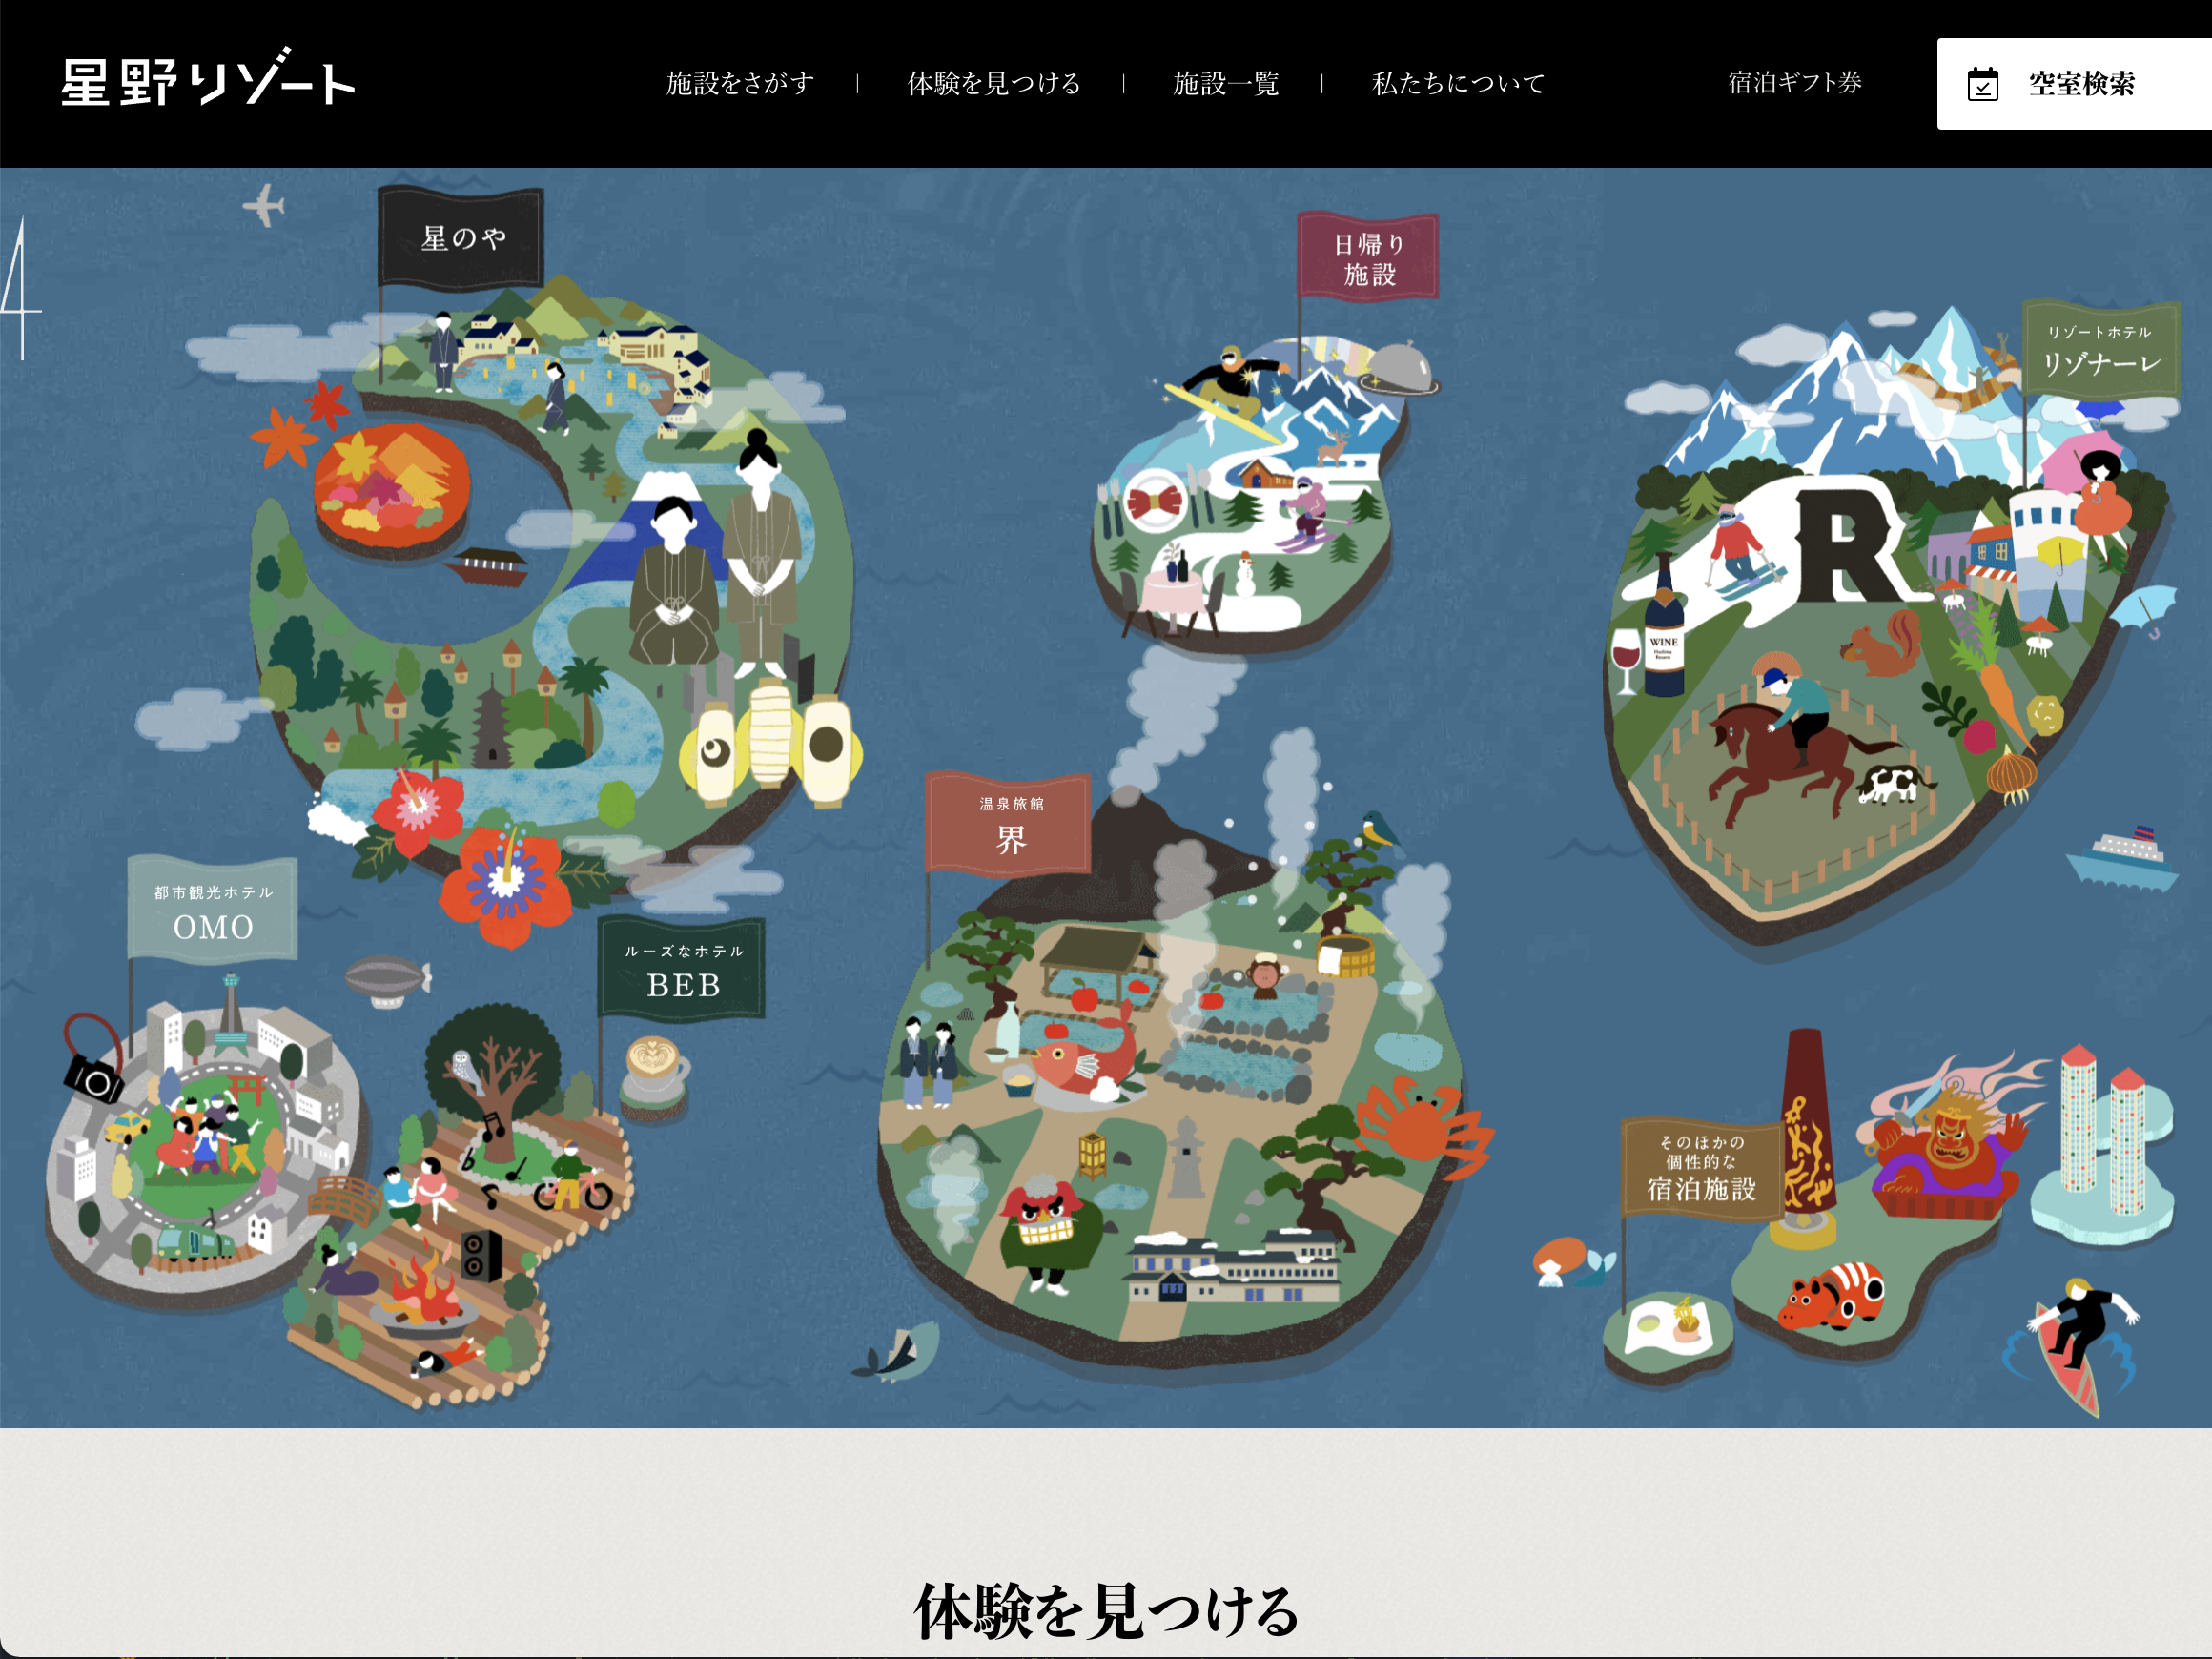 星野リゾート
施設をさがす
体験を見つける
施設一覧
私たちについて
宿泊ギフト券
空室検索
4
星のや
日帰り
施設
リゾートホテル
リゾナーレ
R
WINE
温泉旅館
界
都市観光ホテル
OMO
ルーズなホテル
BEB
そのほかの
個性的な
宿泊施設
体験を見つける